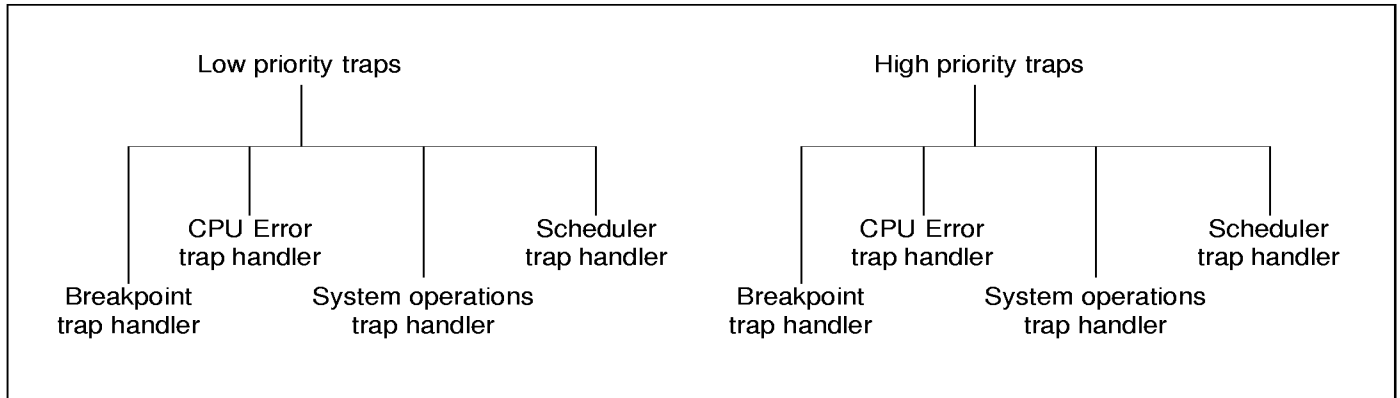 Low priority traps
CPU Error
trap handler
Scheduler
trap handler
Breakpoint
trap handler
System operations
trap handler
High priority traps
CPU Error
trap handler
Scheduler
trap handler
Breakpoint
trap handler
System operations
trap handler